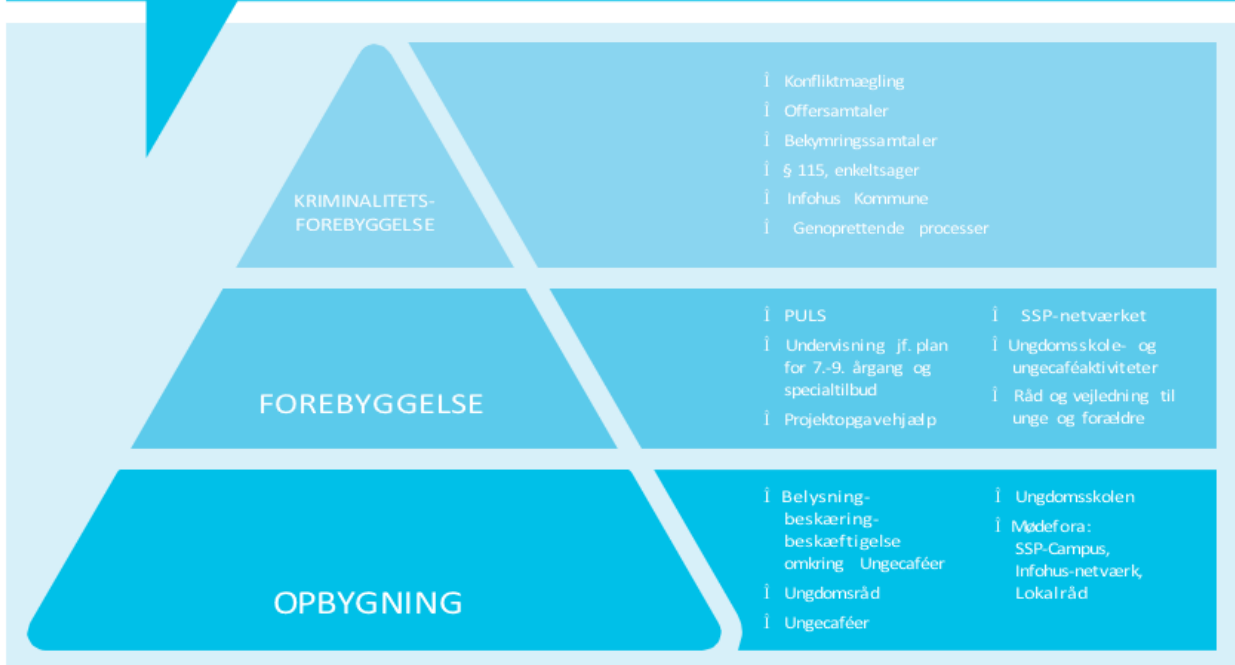 KRIMINALITETS-
FOREBYGGELSE
Î Konfliktmægling
Î Offersamtaler
Î Bekymringssamtaler
Î § 115, enkeltsager
Î Infohus Kommune
Î Genoprettende processer
FOREBYGGELSE
Î PULS
Î Undervisning jf. plan
for 7.-9. årgang og
specialtilbud
Î Projektopgavehjælp
Î SSP-netværket
Î Ungdomsskole- og
ungecaféaktiviteter
Î Råd og vejledning til
unge og forældre
OPBYGNING
Î Belysning-
beskæring-
beskæftigelse
omkring Ungecaféer
Î Ungdomsråd
Î Ungecaféer
Î Ungdomsskolen
Î Mødefora:
SSP-Campus,
Infohus-netværk,
Lokalråd